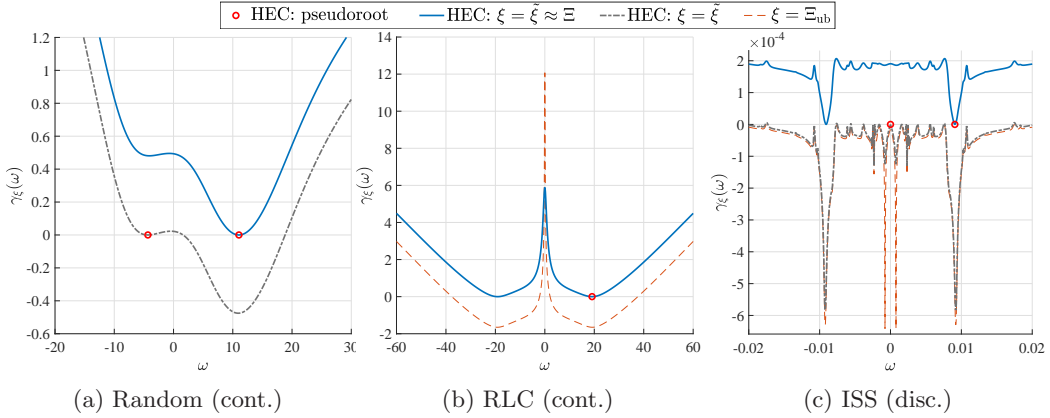 HEC: pseudoroot HEC: ξ = ξ̃ ≈ Ξ HEC: ξ = ξ̃ ξ = Ξub
1.2
1
0.8
0.6
0.4
0.2
0
-0.2
-0.4
-0.6
-20 -10 0 10 20 30
γξ(ω)
ω
(a) Random (cont.)
14
12
10
8
6
4
2
0
-2
-60 -40 -20 0 20 40 60
γξ(ω)
ω
(b) RLC (cont.)
×10-4
2
1
0
-1
-2
-3
-4
-5
-6
-0.02 -0.01 0 0.01 0.02
γξ(ω)
ω
(c) ISS (disc.)